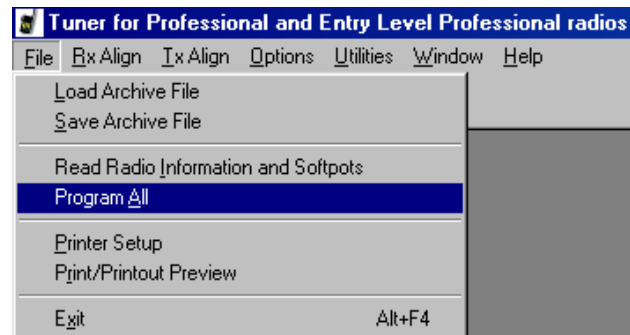 Tuner for Professional and Entry Level Professional radios
File Rx Align Tx Align Options Utilities Window Help
Load Archive File
Save Archive File
Read Radio Information and Softpots
Program All
Printer Setup
Print/Printout Preview
Exit Alt+F4